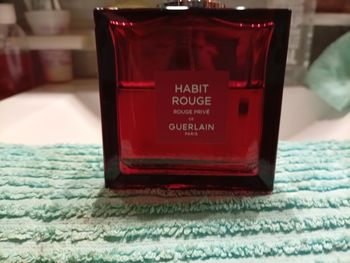 HABIT
ROUGE
ROUGE PRIVÉ
DE
GUERLAIN
PARIS